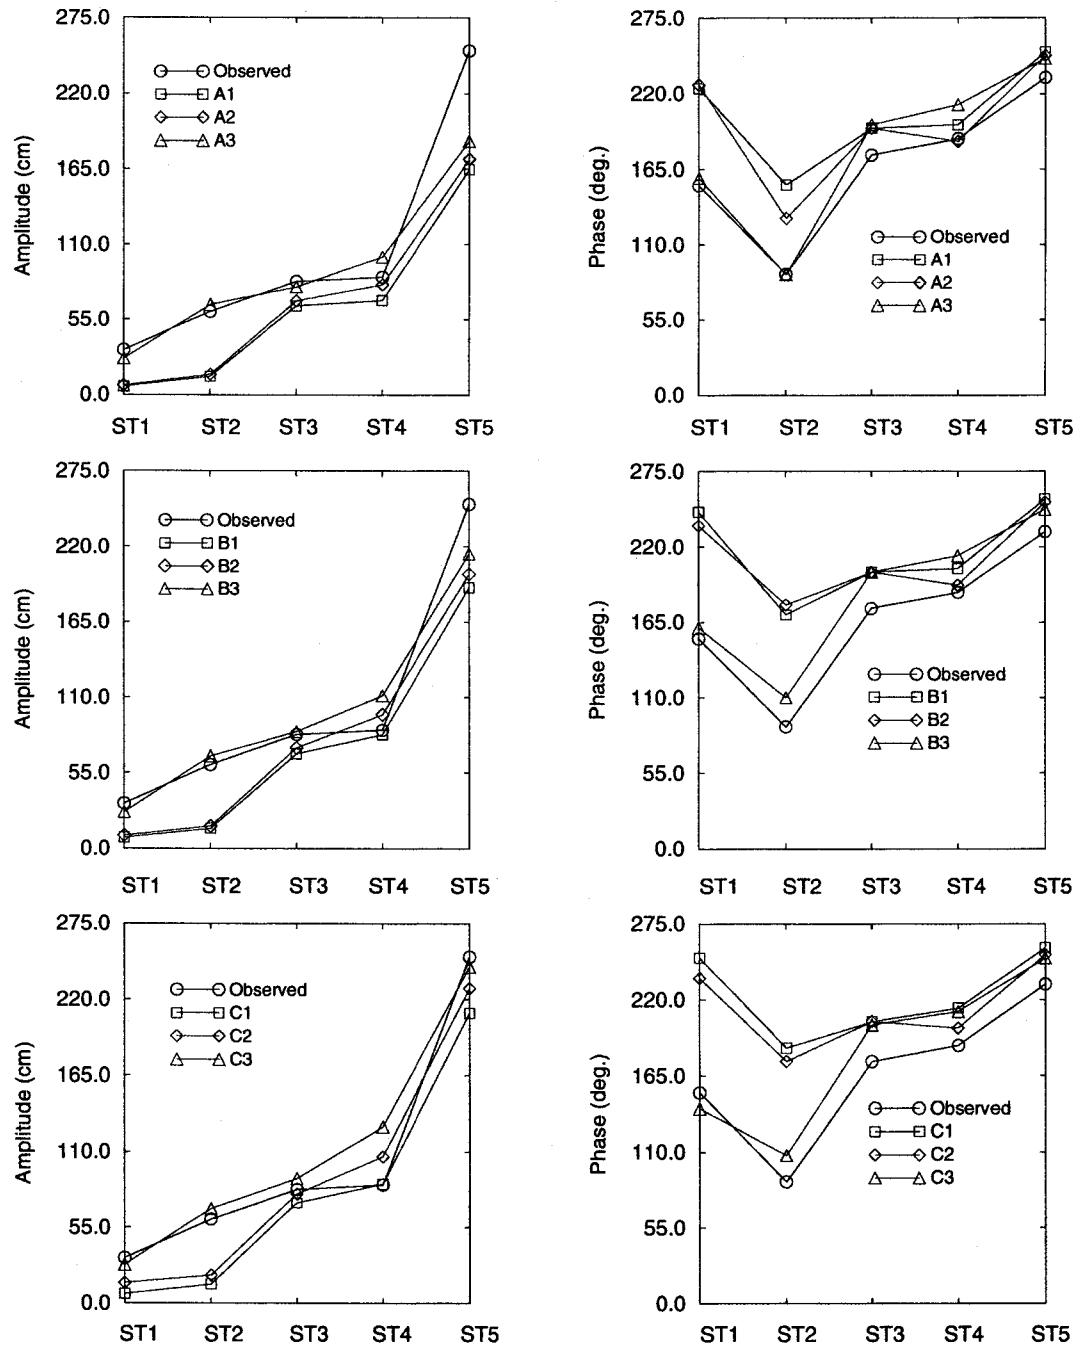 275.0
220.0
165.0
110.0
55.0
0.0
Amplitude (cm)
Observed
A1
A2
A3
ST1 ST2 ST3 ST4 ST5
275.0
220.0
165.0
110.0
55.0
0.0
Phase (deg.)
Observed
A1
A2
A3
ST1 ST2 ST3 ST4 ST5
275.0
220.0
165.0
110.0
55.0
0.0
Amplitude (cm)
Observed
B1
B2
B3
ST1 ST2 ST3 ST4 ST5
275.0
220.0
165.0
110.0
55.0
0.0
Phase (deg.)
Observed
B1
B2
B3
ST1 ST2 ST3 ST4 ST5
275.0
220.0
165.0
110.0
55.0
0.0
Amplitude (cm)
Observed
C1
C2
C3
ST1 ST2 ST3 ST4 ST5
275.0
220.0
165.0
110.0
55.0
0.0
Phase (deg.)
Observed
C1
C2
C3
ST1 ST2 ST3 ST4 ST5